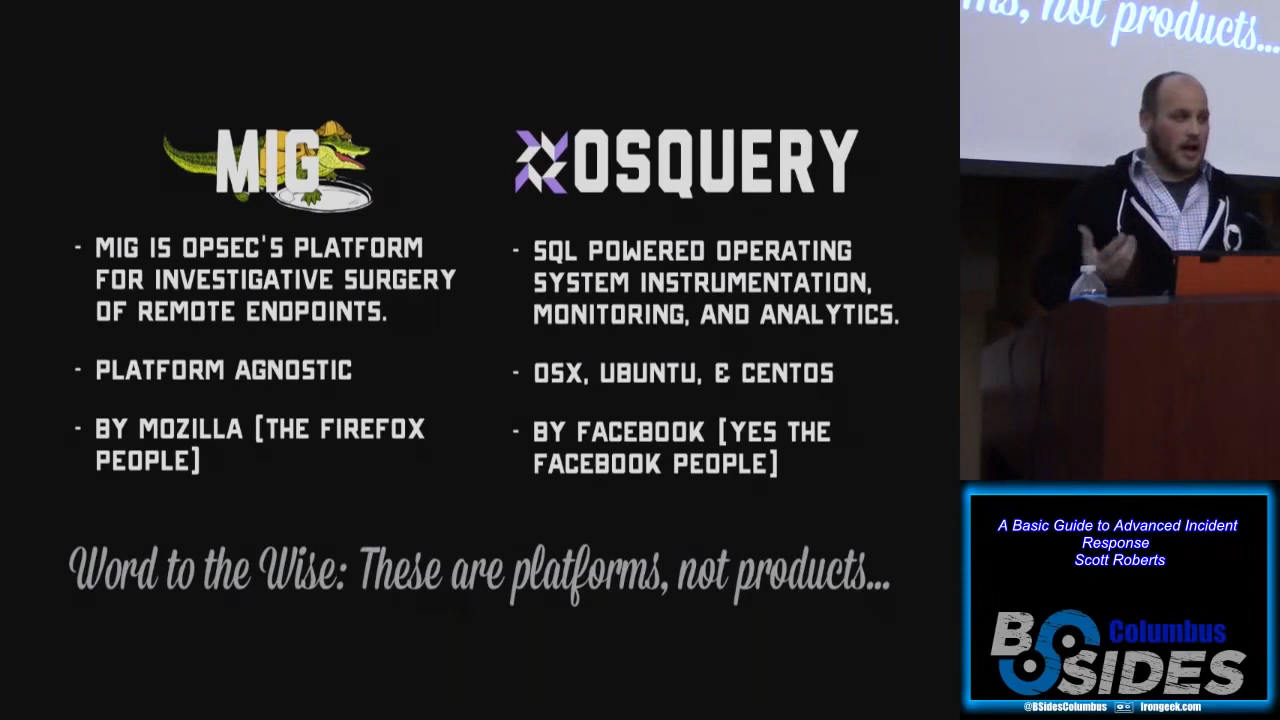 MIG
- MIG IS OPSEC'S PLATFORM
FOR INVESTIGATIVE SURGERY
OF REMOTE ENDPOINTS.
- PLATFORM AGNOSTIC
- BY MOZILLA [THE FIREFOX
PEOPLE]
OSQUERY
- SQL POWERED OPERATING
SYSTEM INSTRUMENTATION,
MONITORING, AND ANALYTICS.
- OSX, UBUNTU, & CENTOS
- BY FACEBOOK [YES THE
FACEBOOK PEOPLE]
Word to the Wise: These are platforms, not products...
not products...
A Basic Guide to Advanced Incident
Response
Scott Roberts
BSIDES
Columbus
@BSidesColumbus Irongeek.com